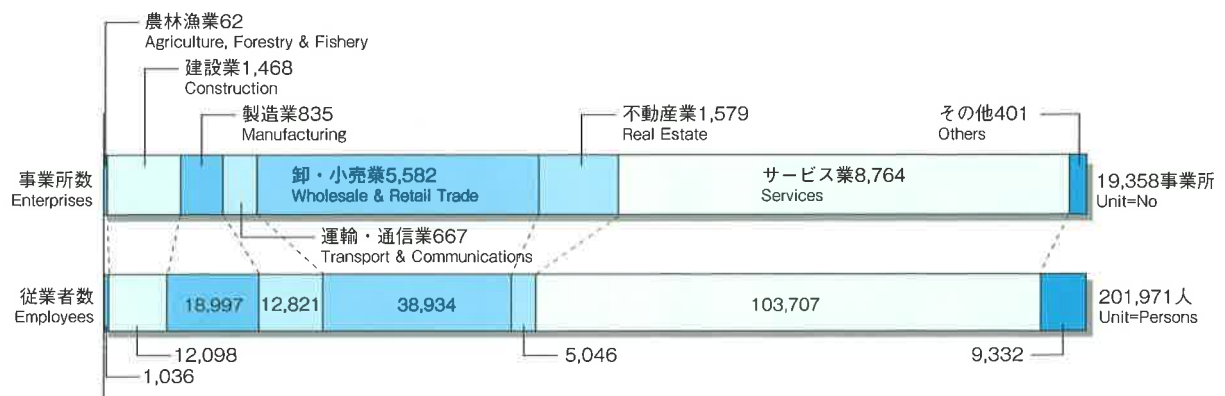 農林漁業62
Agriculture, Forestry & Fishery
建設業1,468
Construction
製造業835
Manufacturing
不動産業1,579
Real Estate
その他401
Others
事業所数
Enterprises
卸・小売業5,582
Wholesale & Retail Trade
サービス業8,764
Services
19,358事業所
Unit=No
運輸・通信業667
Transport & Communications
従業者数
Employees
18,997
12,821
38,934
103,707
201,971人
Unit=Persons
12,098
5,046
9,332
1,036